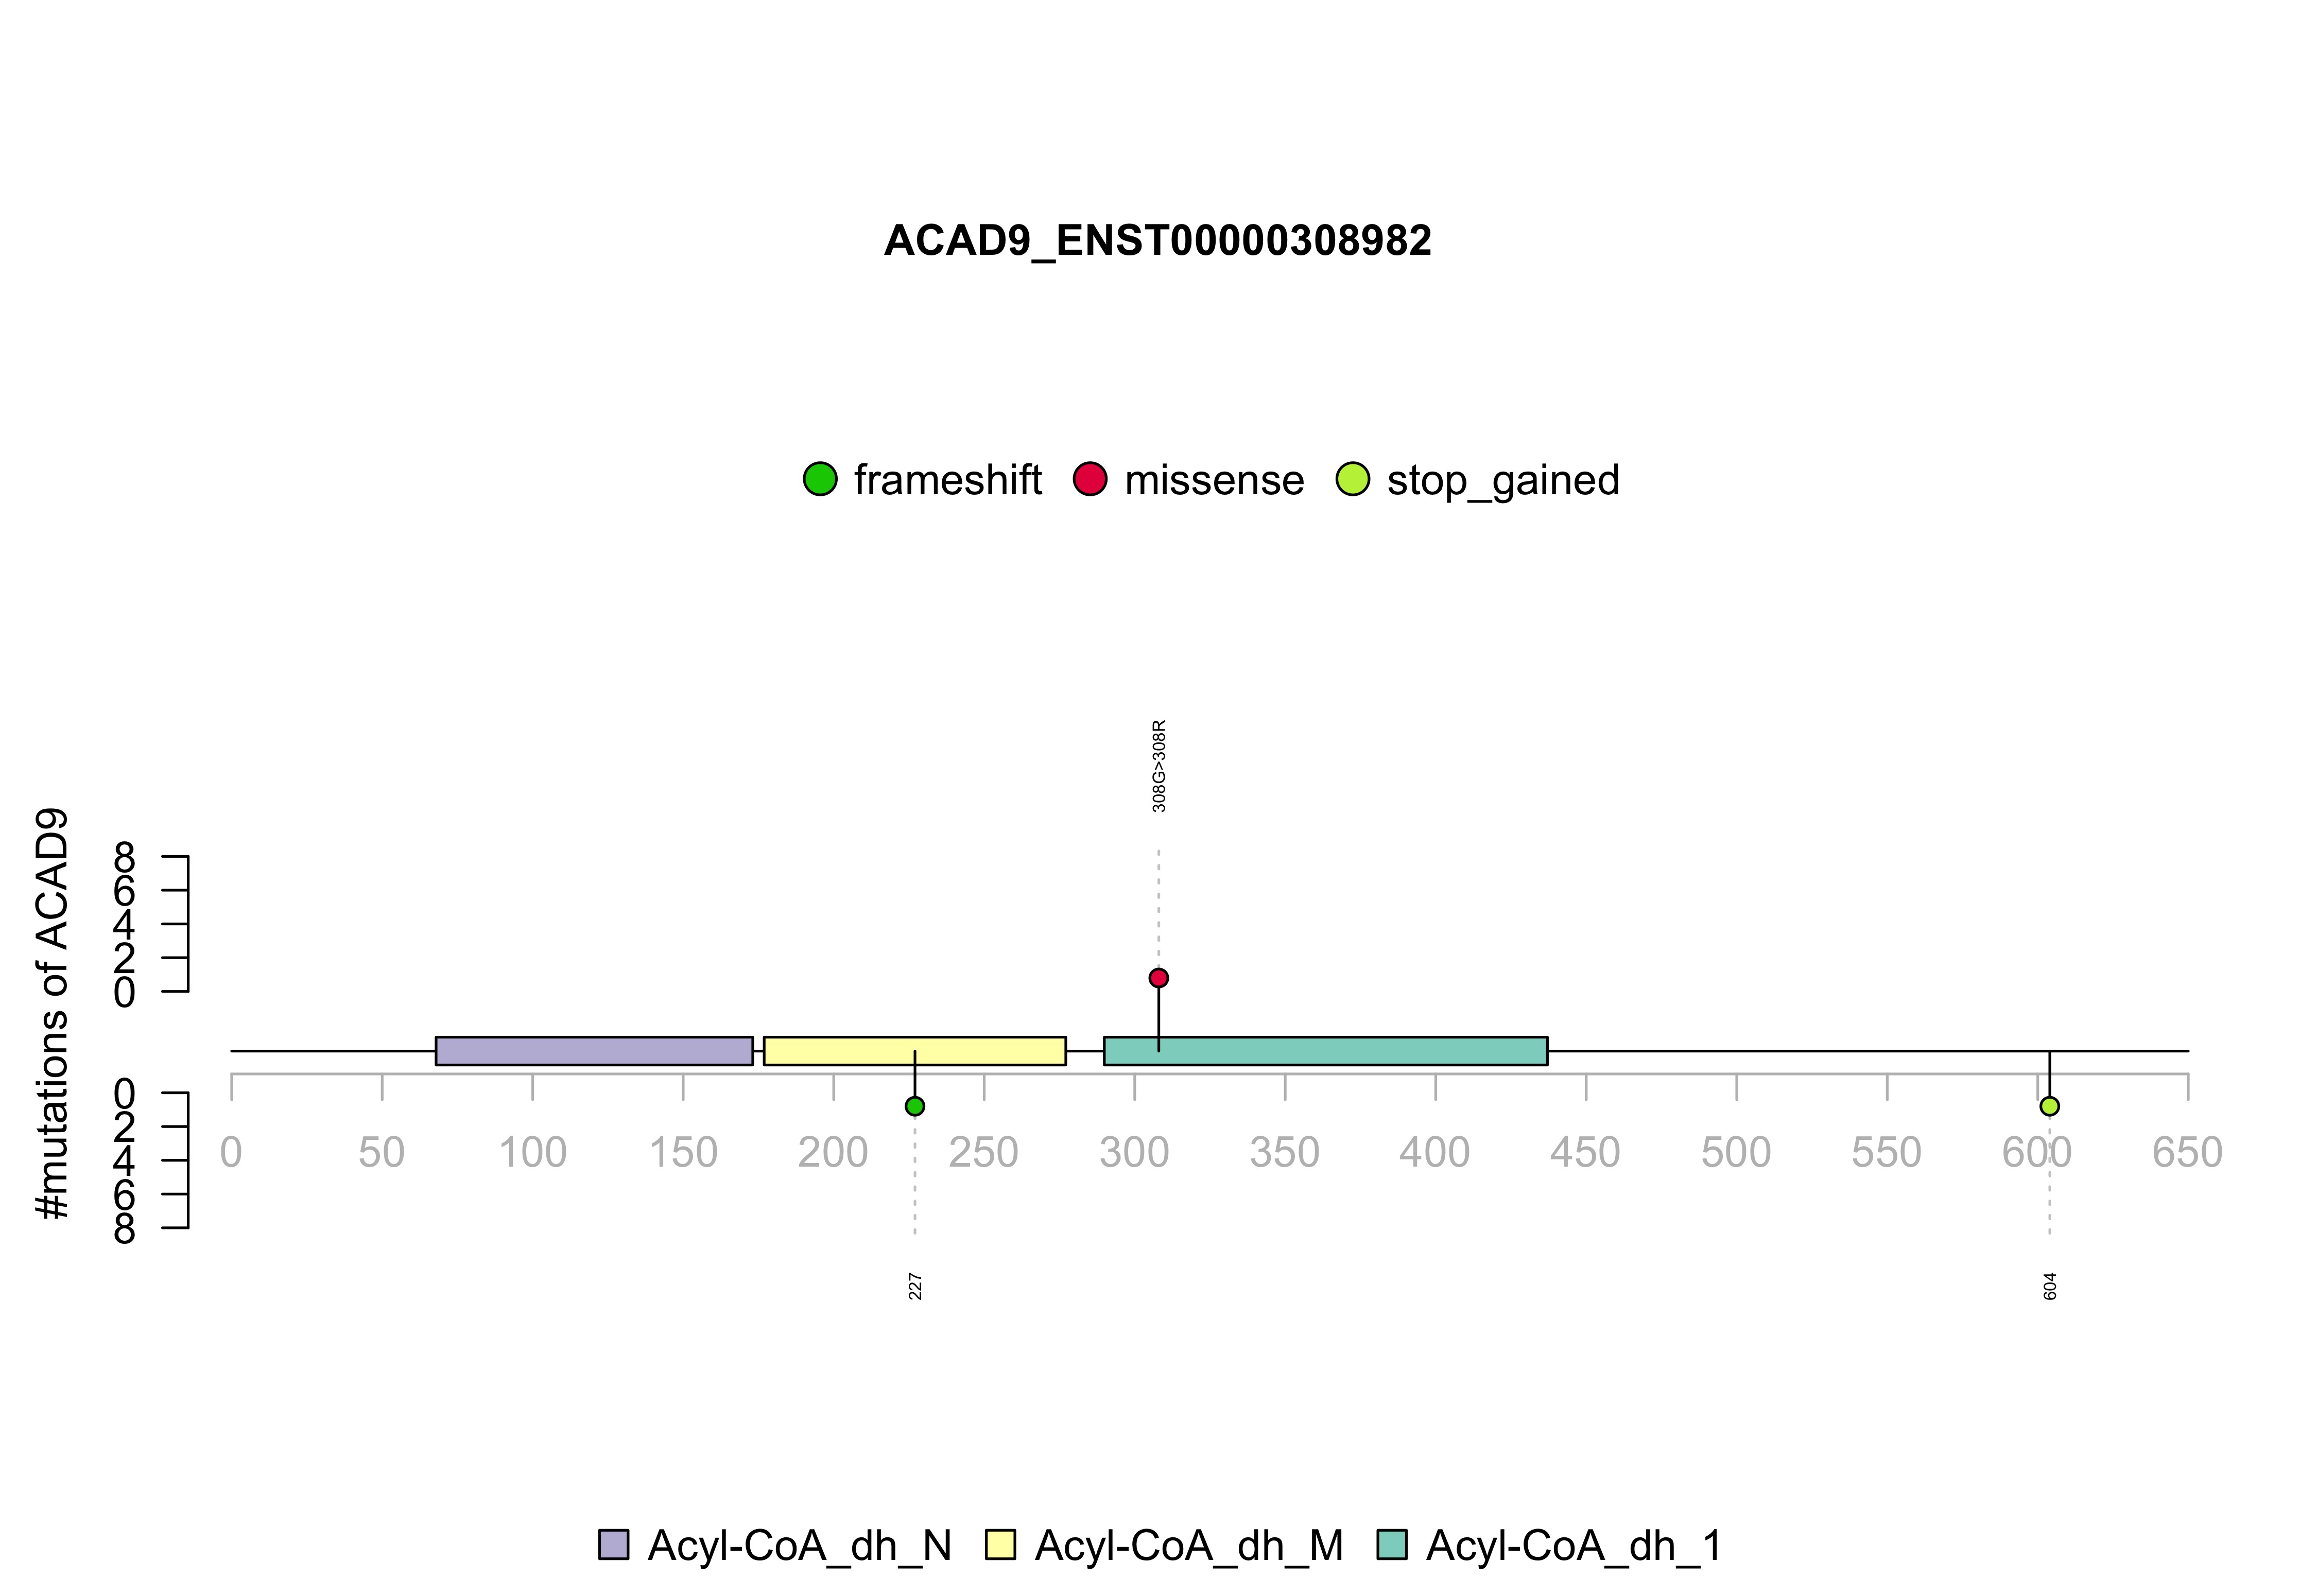 ACAD9_ENST00000308982
frameshift missense stop_gained
308G>308R
#mutations of ACAD9
8
6
4
2
0
0
2
4
6
8
0 50 100 150 200 250 300 350 400 450 500 550 600 650
227 604
Acyl-CoA_dh_N Acyl-CoA_dh_M Acyl-CoA_dh_1